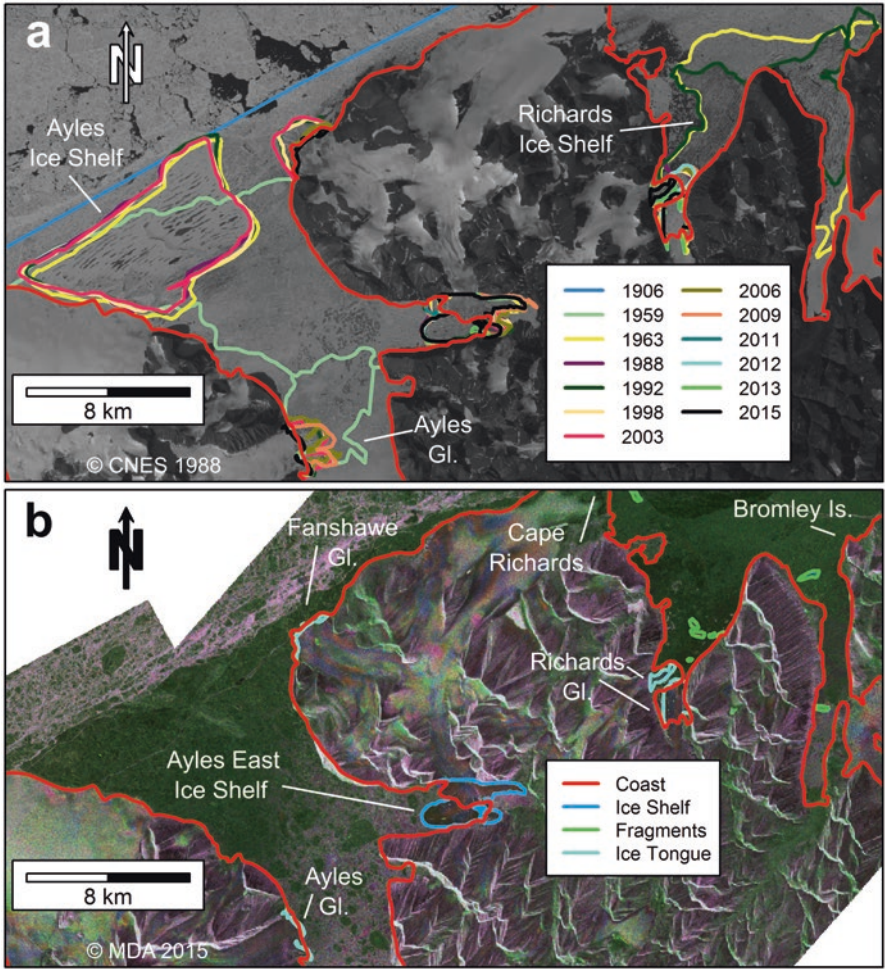 a
N
Ayles
Ice Shelf
Richards
Ice Shelf
1906
1959
1963
1988
1992
1998
2003
2006
2009
2011
2012
2013
2015
8 km
Ayles
Gl.
© CNES 1988
b
N
Fanshawe
Gl.
Cape
Richards
Bromley Is.
Richards
Gl.
Ayles East
Ice Shelf
Coast
Ice Shelf
Fragments
Ice Tongue
8 km
Ayles
Gl.
© MDA 2015